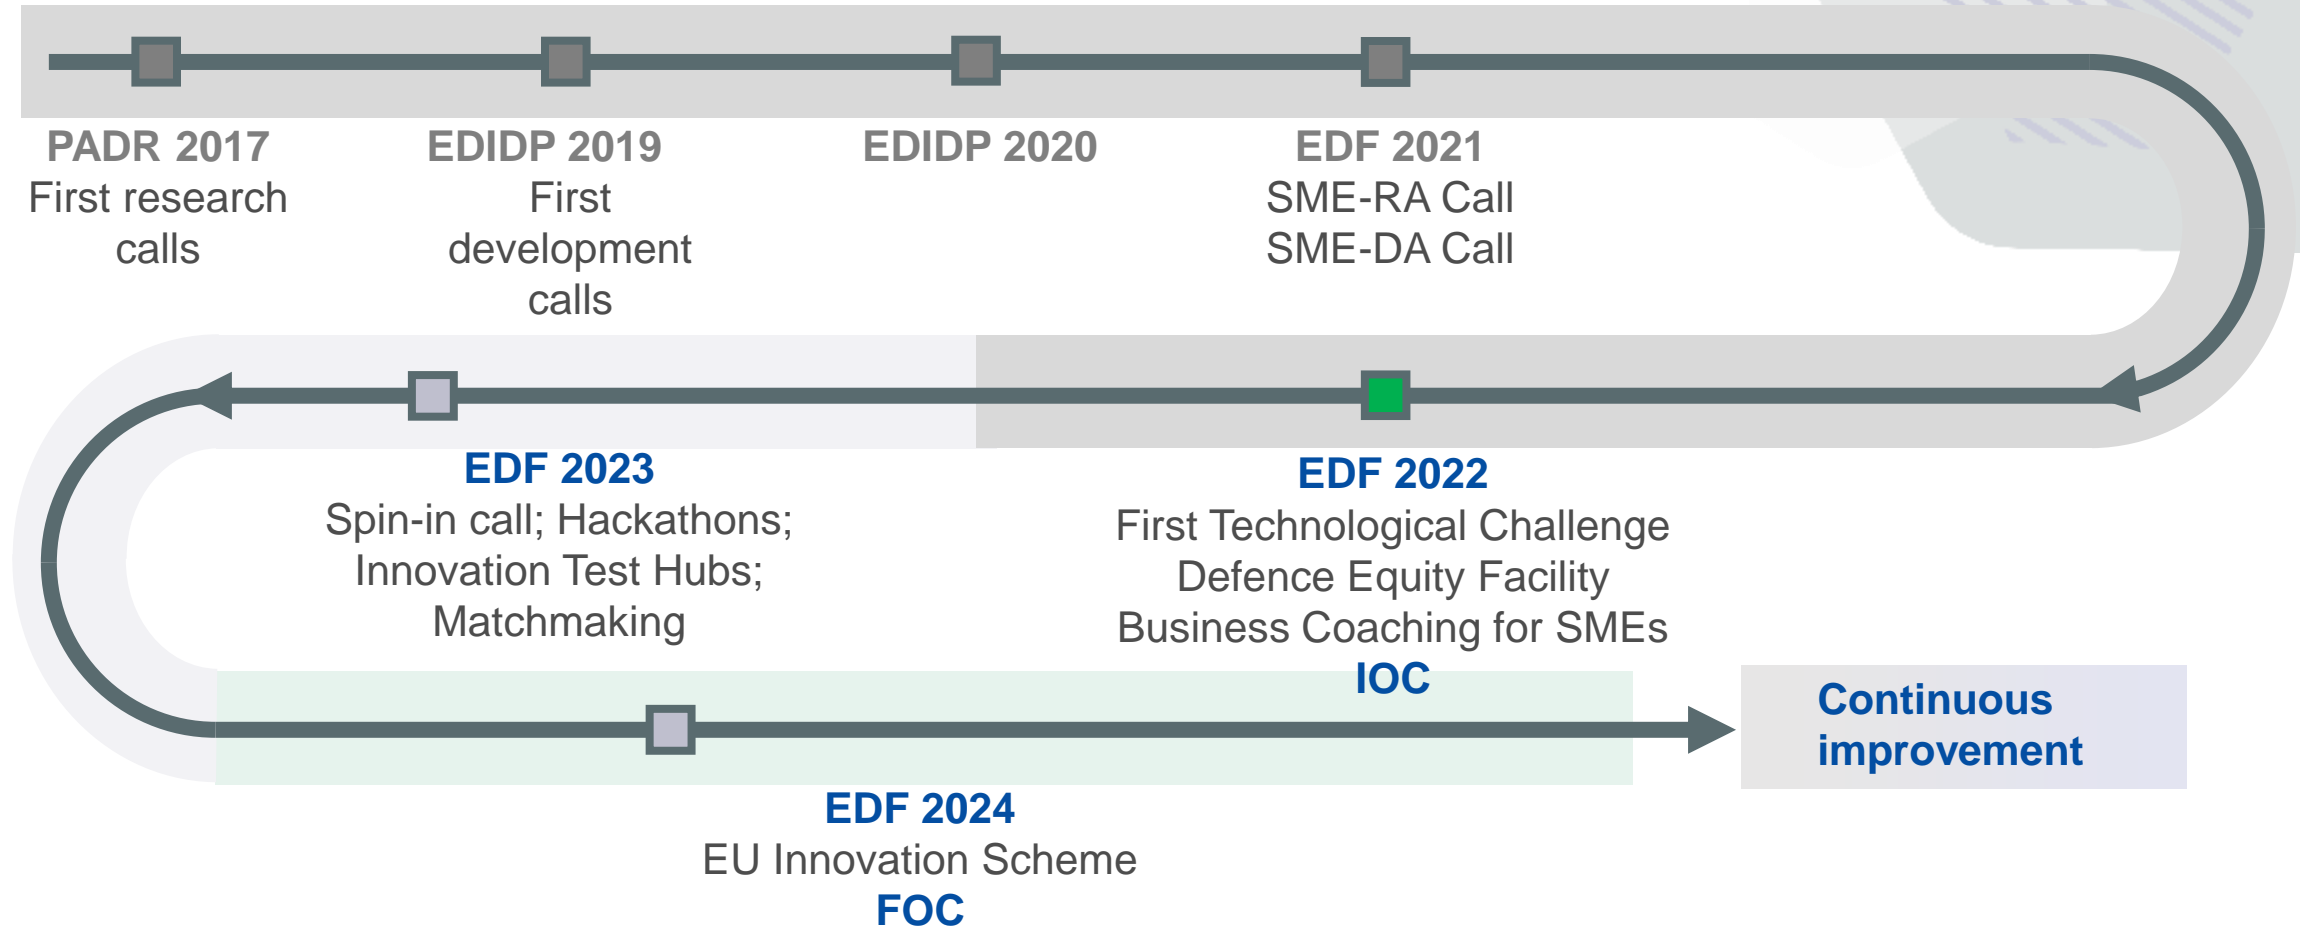 PADR 2017
First research
calls
EDIDP 2019
First
development
calls
EDIDP 2020
EDF 2021
SME-RA Call
SME-DA Call
EDF 2022
First Technological Challenge
Defence Equity Facility
Business Coaching for SMEs
IOC
EDF 2023
Spin-in call; Hackathons;
Innovation Test Hubs;
Matchmaking
EDF 2024
EU Innovation Scheme
FOC
Continuous
improvement